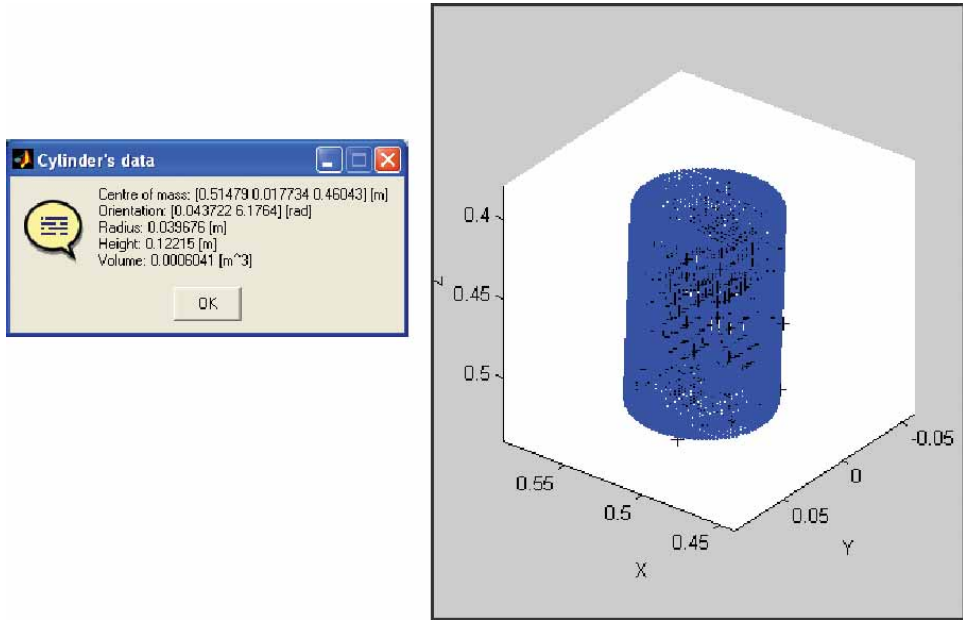 Cylinder's data
Centre of mass: [0.51479 0.017734 0.46043] [m]
Orientation: [0.043722 6.1764] [rad]
Radius: 0.039676 [m]
Height: 0.12215 [m]
Volume: 0.0006041 [m^3]
OK
0.4
0.45
0.5
0.55
0.5
0.45
X
-0.05
0
0.05
Y